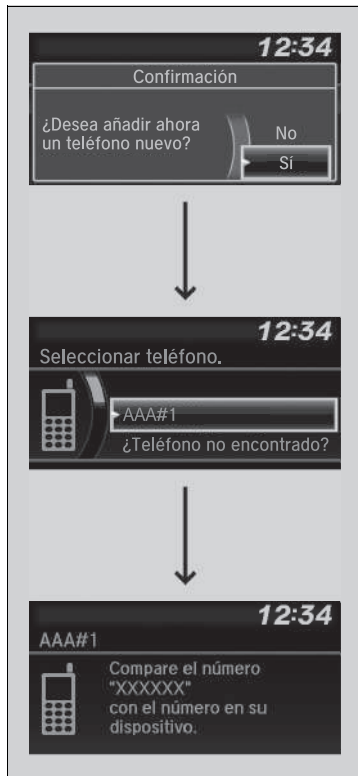 12:34
Confirmación
¿Desea añadir ahora
un teléfono nuevo?
No
Sí
12:34
Seleccionar teléfono.
AAA#1
¿Teléfono no encontrado?
12:34
AAA#1
Compare el número
"XXXXXX"
con el número en su
dispositivo.